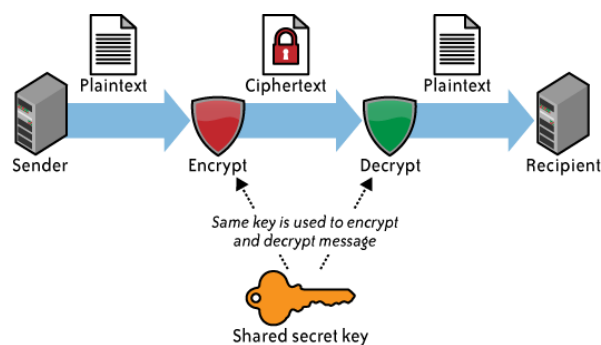 Plaintext
Ciphertext
Plaintext
Sender
Encrypt
Decrypt
Recipient
Same key is used to encrypt
and decrypt message
Shared secret key